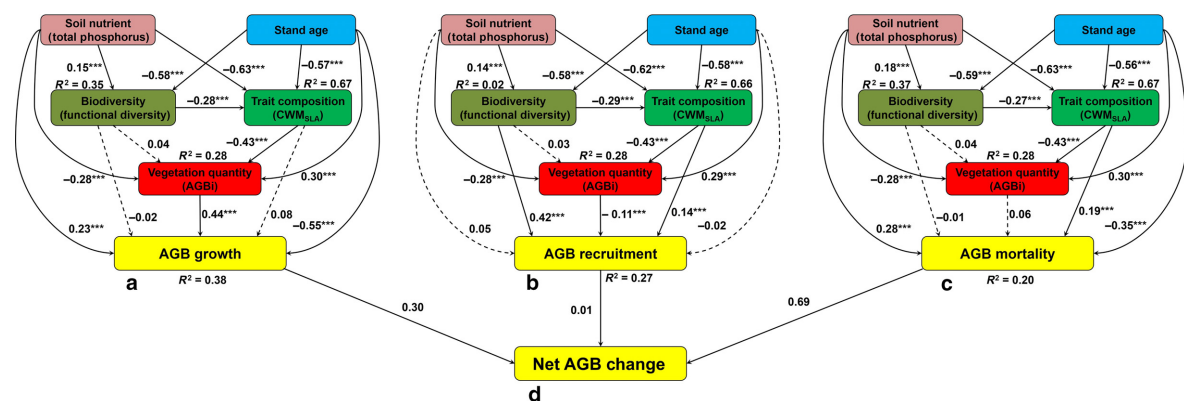 Soil nutrient
(total phosphorus)
Stand age
0.15***
−0.58***
−0.63***
−0.57***
R² = 0.35
R² = 0.67
Biodiversity
(functional diversity)
−0.28***
Trait composition
(CWMSLA)
0.04
−0.43***
R² = 0.28
Vegetation quantity
(AGBi)
−0.28***
0.30***
−0.02
0.44***
0.08
0.23***
−0.55***
AGB growth
a
R² = 0.38
Soil nutrient
(total phosphorus)
Stand age
0.14***
−0.58***
−0.62***
−0.58***
R² = 0.02
R² = 0.66
Biodiversity
(functional diversity)
−0.29***
Trait composition
(CWMSLA)
0.03
−0.43***
R² = 0.28
Vegetation quantity
(AGBi)
−0.28***
0.29***
0.42***
− 0.11***
0.14***
0.05
−0.02
AGB recruitment
b
R² = 0.27
Soil nutrient
(total phosphorus)
Stand age
0.18***
−0.59***
−0.63***
−0.56***
R² = 0.37
R² = 0.67
Biodiversity
(functional diversity)
−0.27***
Trait composition
(CWMSLA)
0.04
−0.43***
R² = 0.28
Vegetation quantity
(AGBi)
−0.28***
0.30***
−0.01
0.06
0.19***
0.28***
−0.35***
AGB mortality
c
R² = 0.20
0.30
0.01
0.69
Net AGB change
d